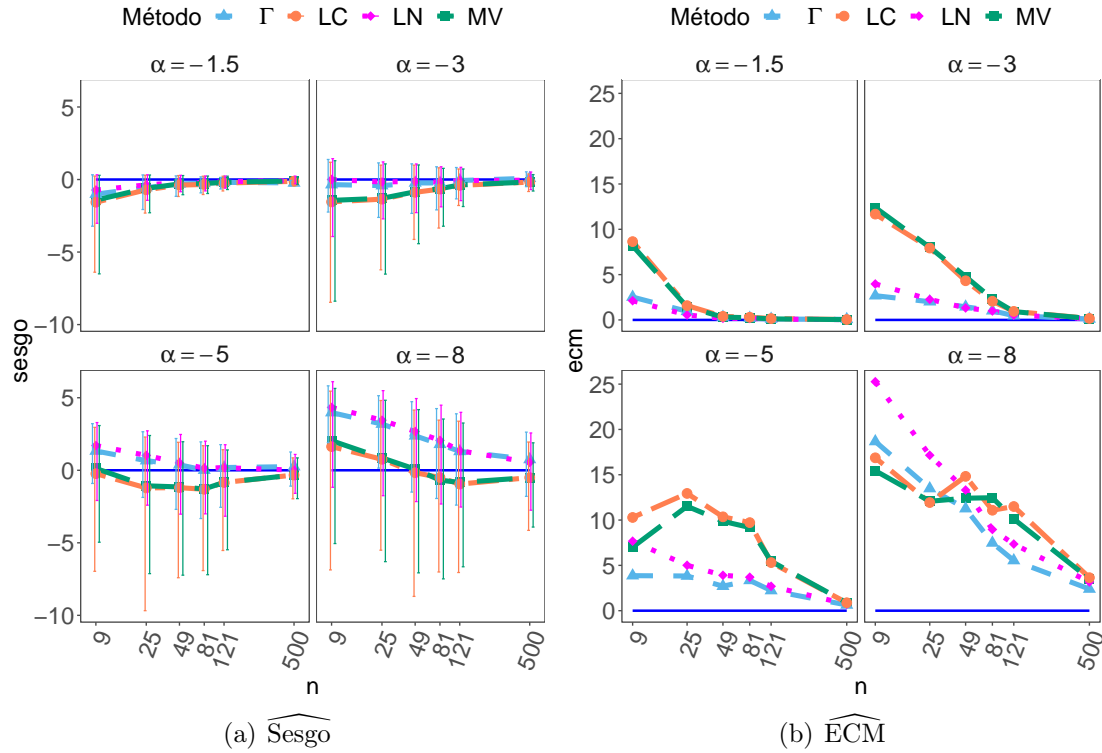 Método Γ LC LN MV
α = −1.5 α = −3
sesgo
5
0
−5
−10
α = −5 α = −8
5
0
−5
−10
9 25 49 81 121 500 9 25 49 81 121 500
n
(a) Sesgo
Método Γ LC LN MV
α = −1.5 α = −3
ecm
25
20
15
10
5
0
α = −5 α = −8
25
20
15
10
5
0
9 25 49 81 121 500 9 25 49 81 121 500
n
(b) ECM